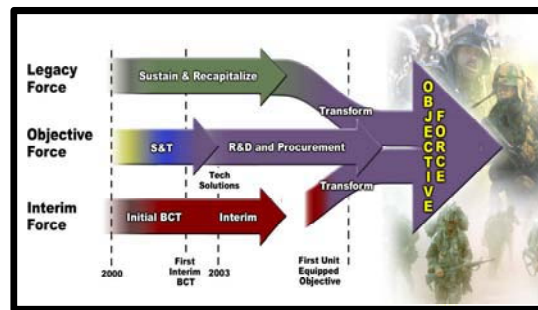 Legacy
Force
Sustain & Recapitalize
Transform
Objective
Force
S&T
R&D and Procurement
Tech
Solutions
Transform
Interim
Force
Initial BCT
Interim
OBJECTIVE
FORCE
2000
First
Interim
BCT
2003
First Unit
Equipped
Objective